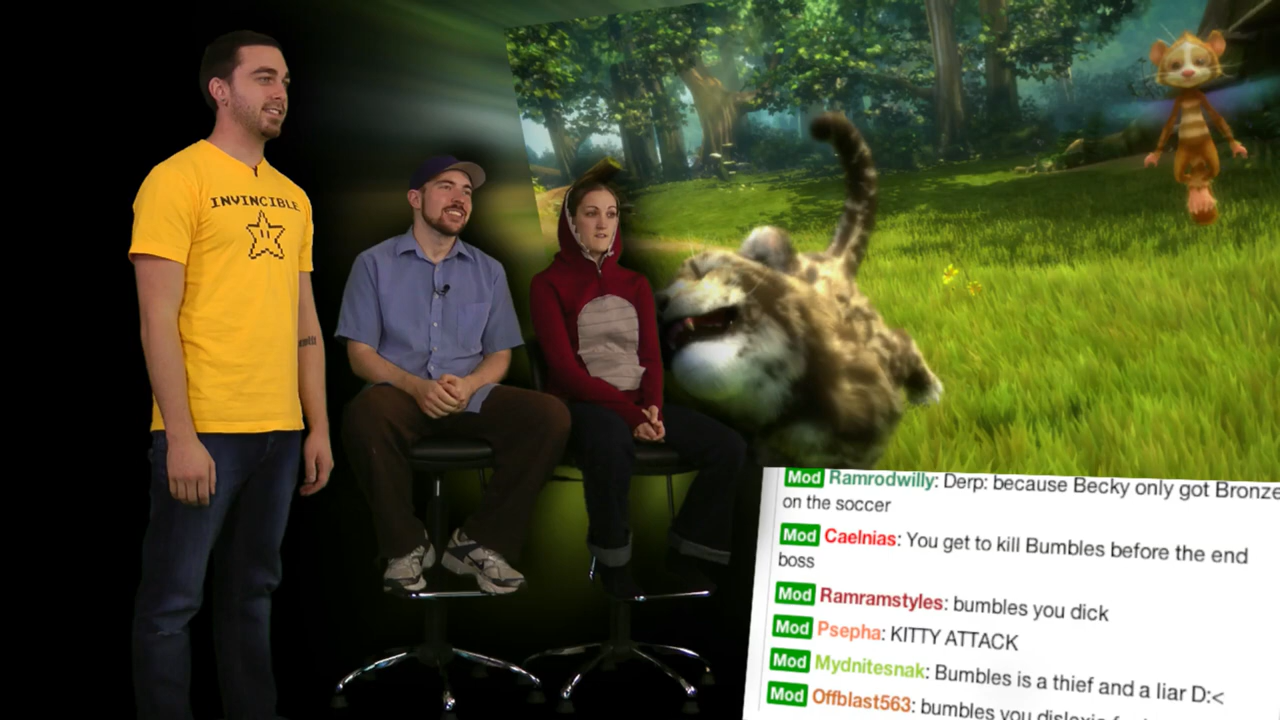 INVINCIBLE
Mod Ramrodwilly: Derp: because Becky only got Bronze
on the soccer
Mod Caelnias: You get to kill Bumbles before the end
boss
Mod Ramramstyles: bumbles you dick
Mod Psepha: KITTY ATTACK
Mod Mydnitesnak: Bumbles is a thief and a liar D:<
Mod Offblast563: bumbles you